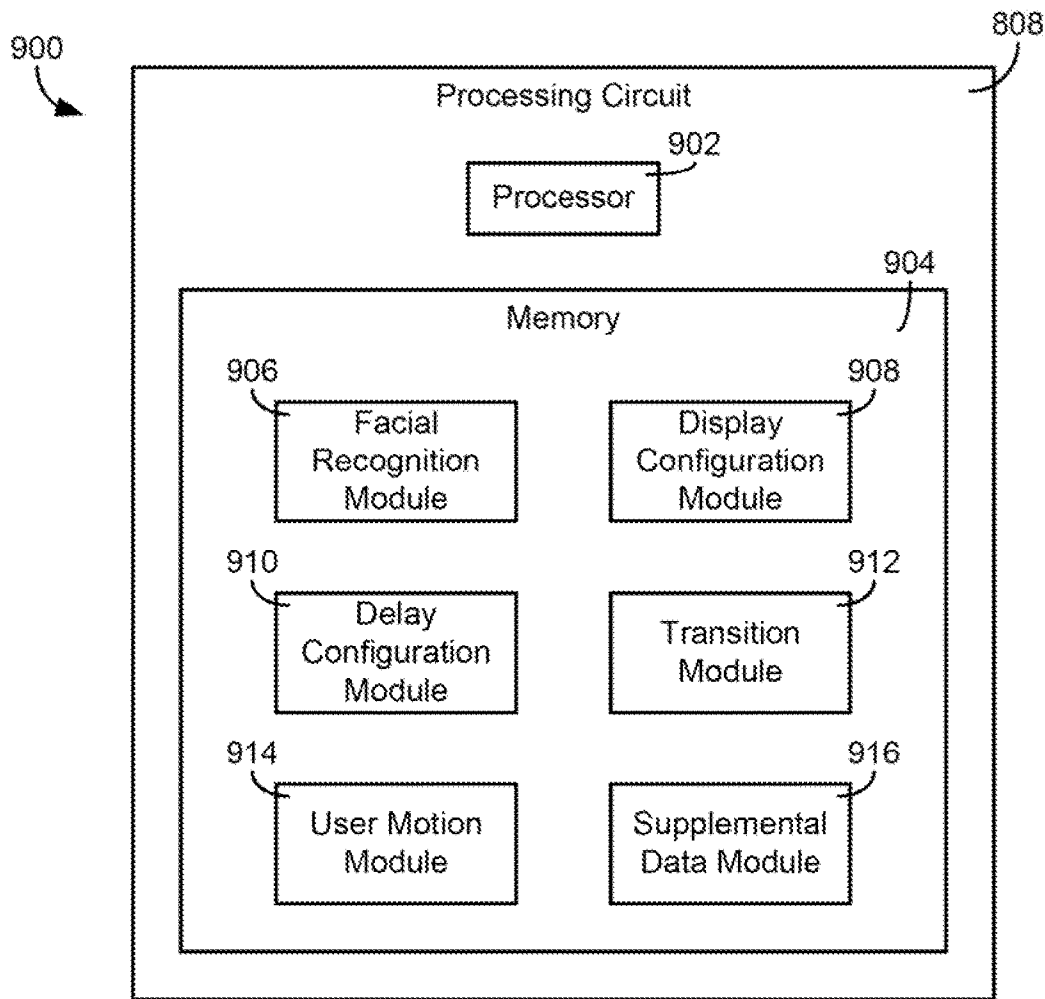 900
808
Processing Circuit
902
Processor
904
Memory
906
Facial
Recognition
Module
908
Display
Configuration
Module
910
Delay
Configuration
Module
912
Transition
Module
914
User Motion
Module
916
Supplemental
Data Module